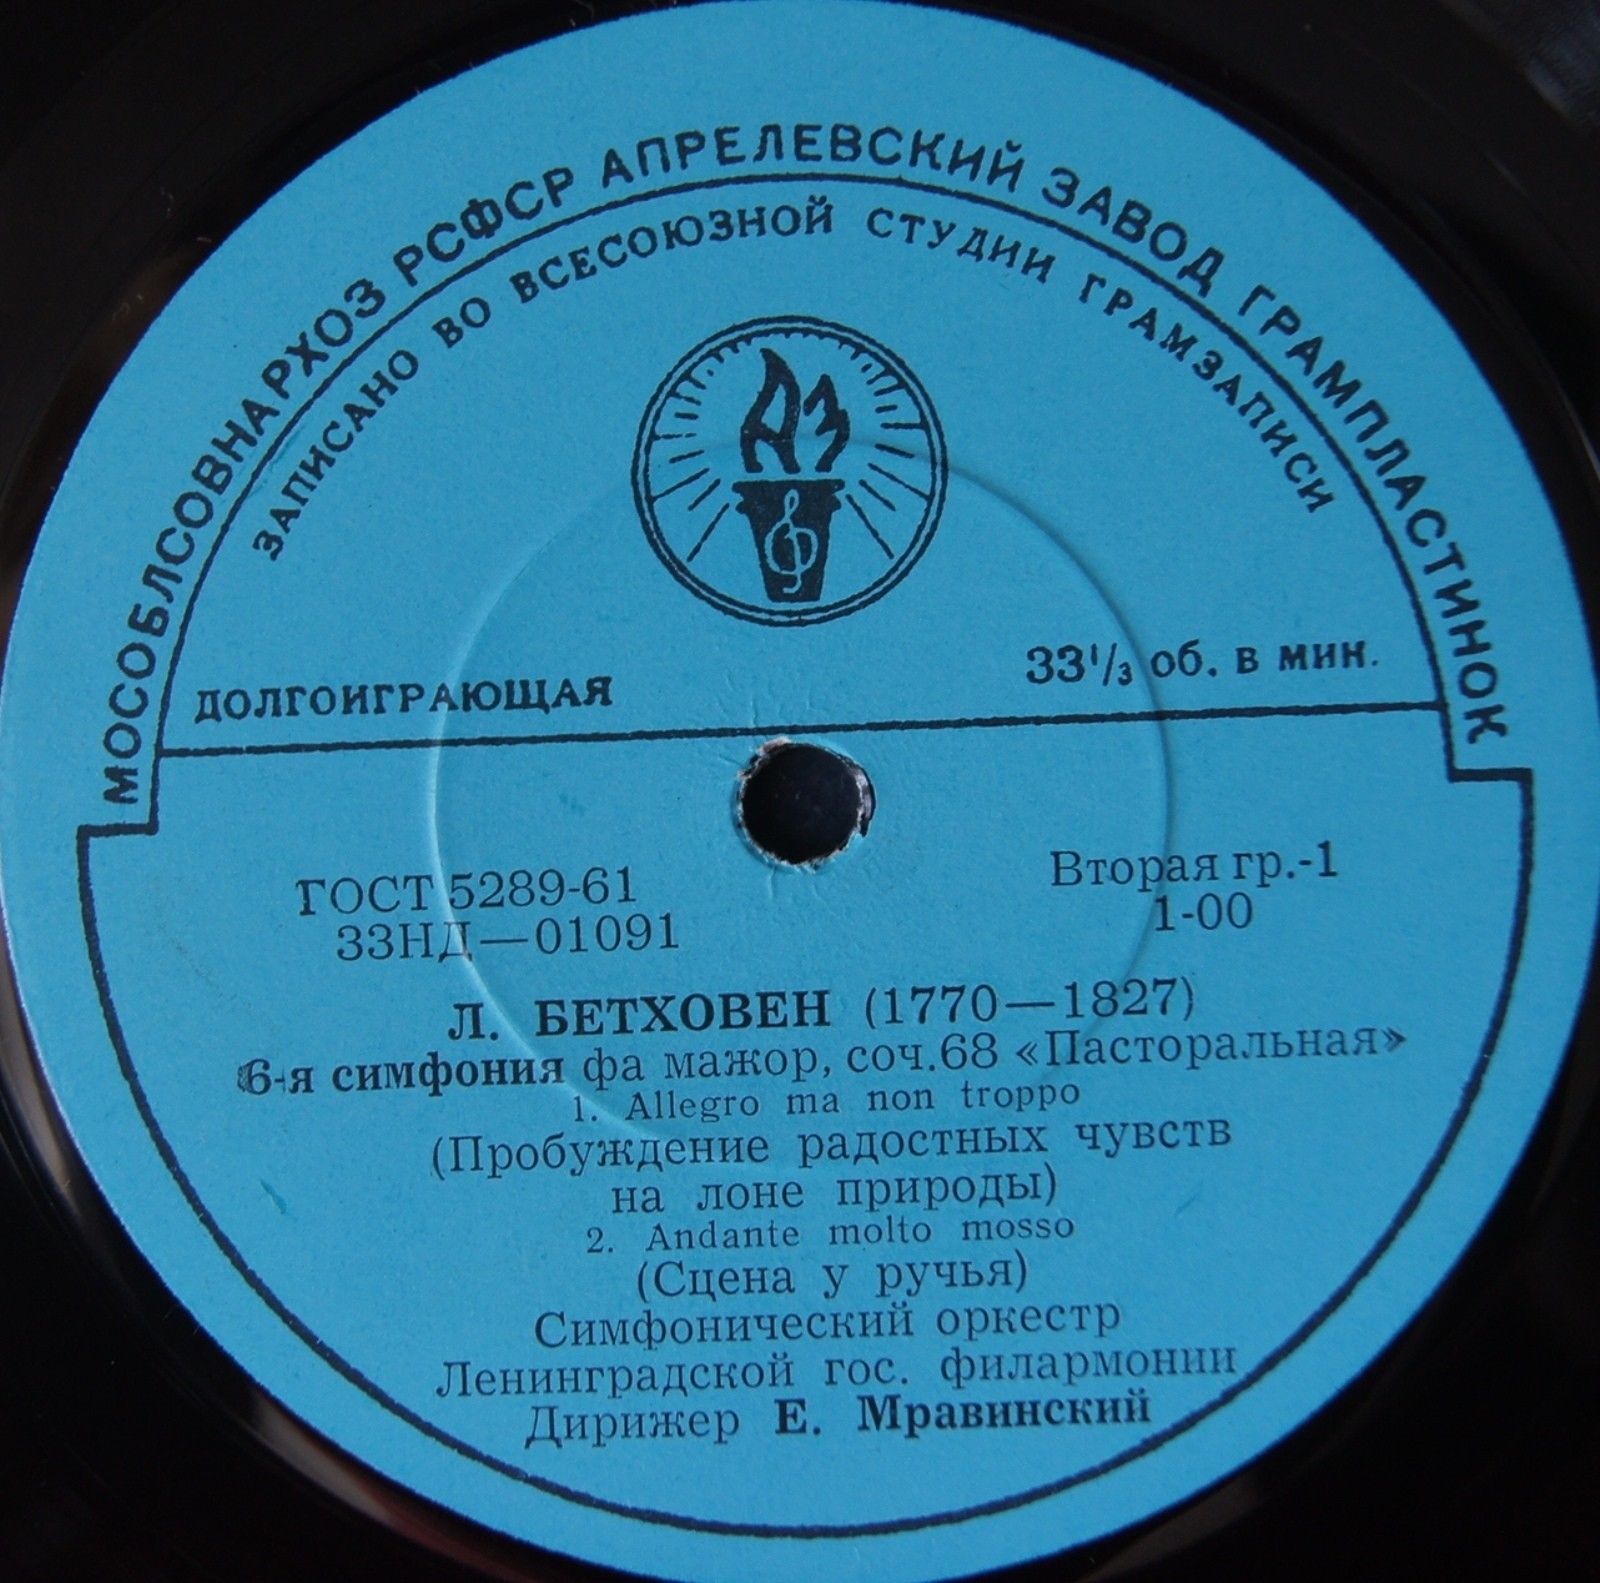 МОСОБЛСОВНАРХОЗ РСФСР АПРЕЛЕВСКИЙ ЗАВОД ГРАМПЛАСТИНОК
ЗАПИСАНО ВО ВСЕСОЮЗНОЙ СТУДИИ ГРАМЗАПИСИ
АЗ
ДОЛГОИГРАЮЩАЯ
33⅓ об. в мин.
ГОСТ 5289-61
33НД—01091
Вторая гр.-1
1-00
Л. БЕТХОВЕН (1770—1827)
6-я симфония фа мажор, соч.68 «Пасторальная»
1. Allegro ma non troppo
(Пробуждение радостных чувств
на лоне природы)
2. Andante molto mosso
(Сцена у ручья)
Симфонический оркестр
Ленинградской гос. филармонии
Дирижер Е. Мравинский